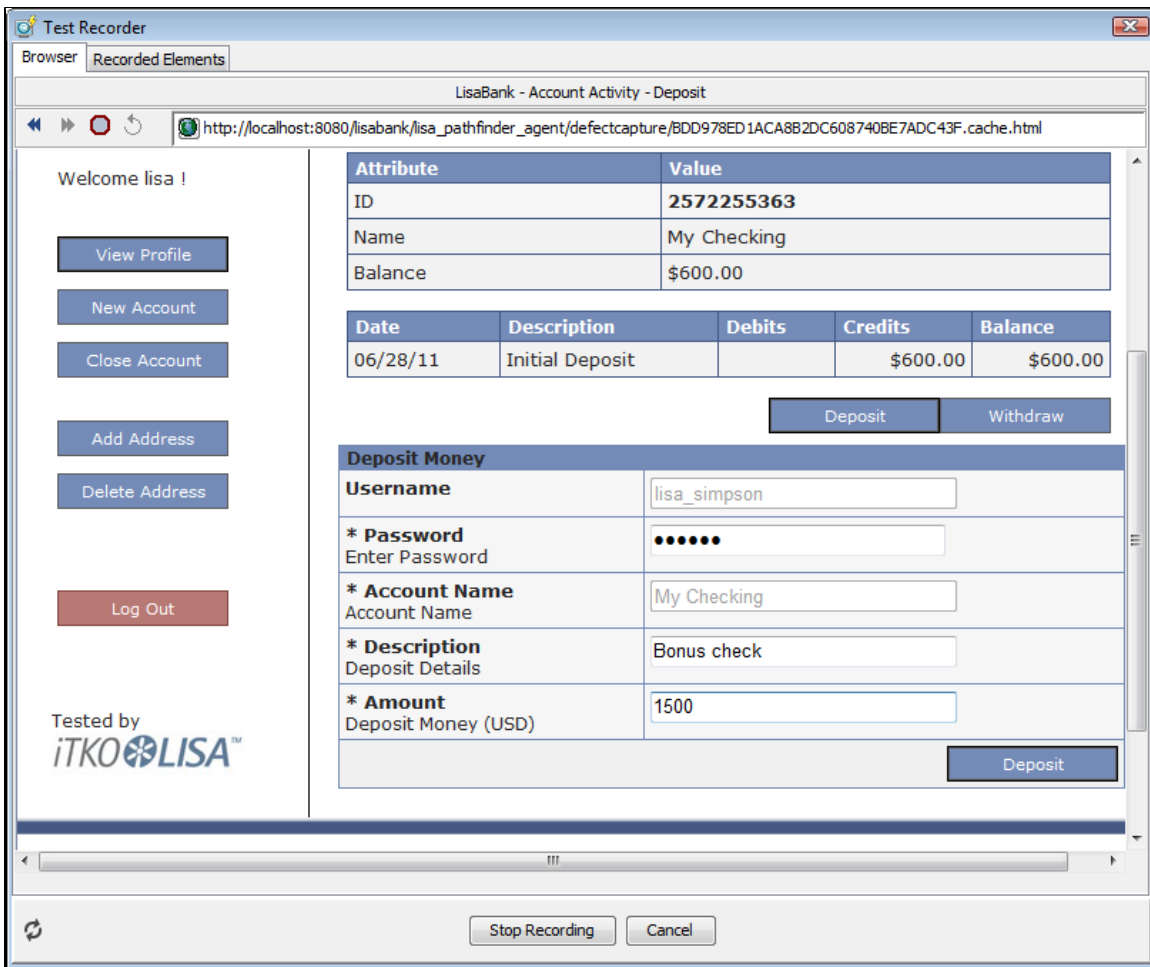 Test Recorder
Browser Recorded Elements
LisaBank - Account Activity - Deposit
http://localhost:8080/lisabank/lisa_pathfinder_agent/defectcapture/BDD978ED1ACA8B2DC608740BE7ADC43F.cache.html
Welcome lisa !
View Profile
New Account
Close Account
Add Address
Delete Address
Log Out
Tested by
iTKO LISA™
Attribute Value
ID 2572255363
Name My Checking
Balance $600.00
Date Description Debits Credits Balance
06/28/11 Initial Deposit $600.00 $600.00
Deposit Withdraw
Deposit Money
Username lisa_simpson
* Password ••••••
Enter Password
* Account Name My Checking
Account Name
* Description Bonus check
Deposit Details
* Amount 1500
Deposit Money (USD)
Deposit
Stop Recording Cancel